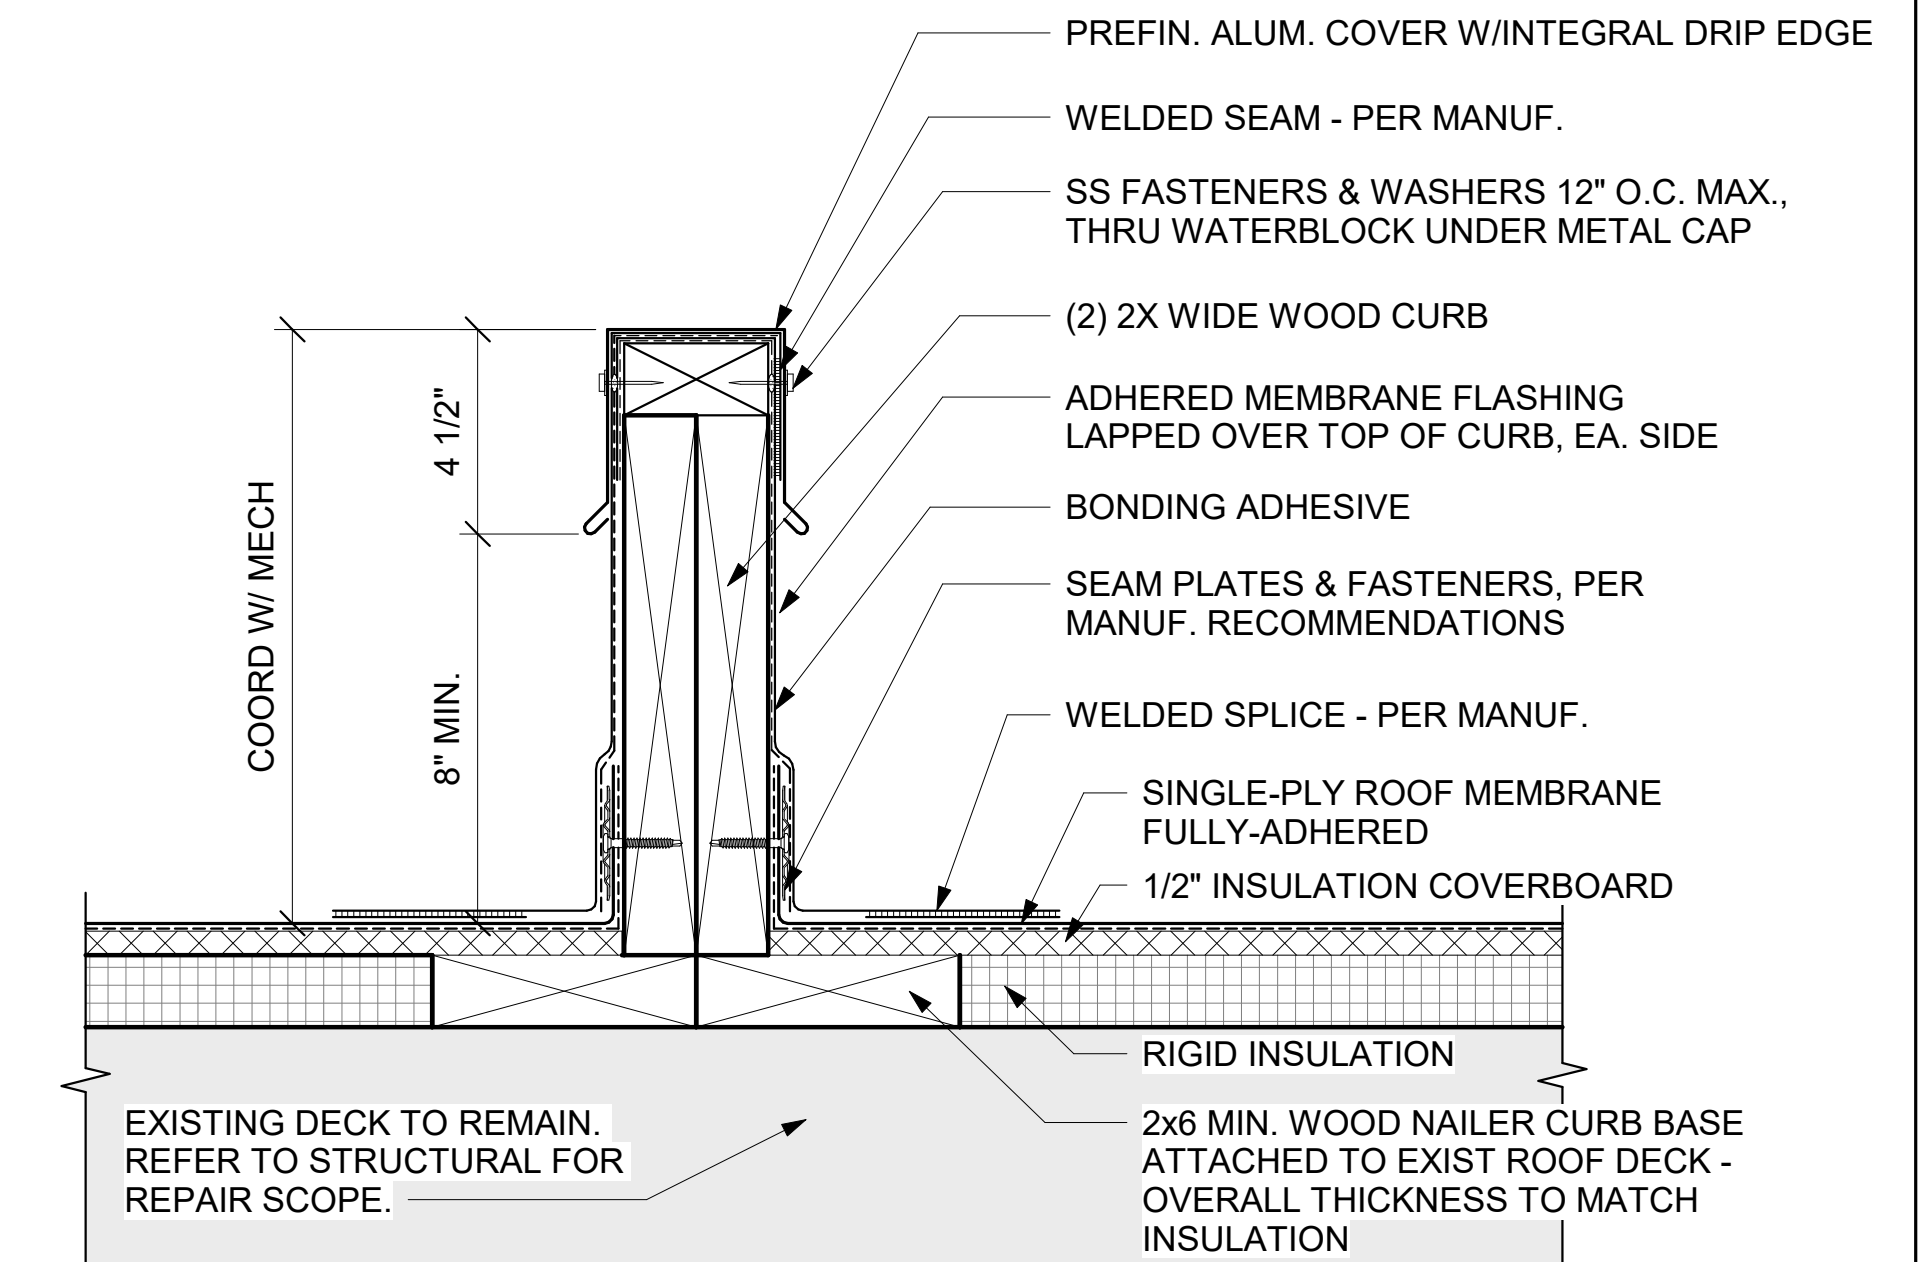 PREFIN. ALUM. COVER W/INTEGRAL DRIP EDGE
WELDED SEAM - PER MANUF.
SS FASTENERS & WASHERS 12" O.C. MAX.,
THRU WATERBLOCK UNDER METAL CAP
(2) 2X WIDE WOOD CURB
ADHERED MEMBRANE FLASHING
LAPPED OVER TOP OF CURB, EA. SIDE
BONDING ADHESIVE
SEAM PLATES & FASTENERS, PER
MANUF. RECOMMENDATIONS
WELDED SPLICE - PER MANUF.
SINGLE-PLY ROOF MEMBRANE
FULLY-ADHERED
1/2" INSULATION COVERBOARD
RIGID INSULATION
2x6 MIN. WOOD NAILER CURB BASE
ATTACHED TO EXIST ROOF DECK -
OVERALL THICKNESS TO MATCH
INSULATION
COORD W/ MECH
4 1/2"
8" MIN.
EXISTING DECK TO REMAIN.
REFER TO STRUCTURAL FOR
REPAIR SCOPE.